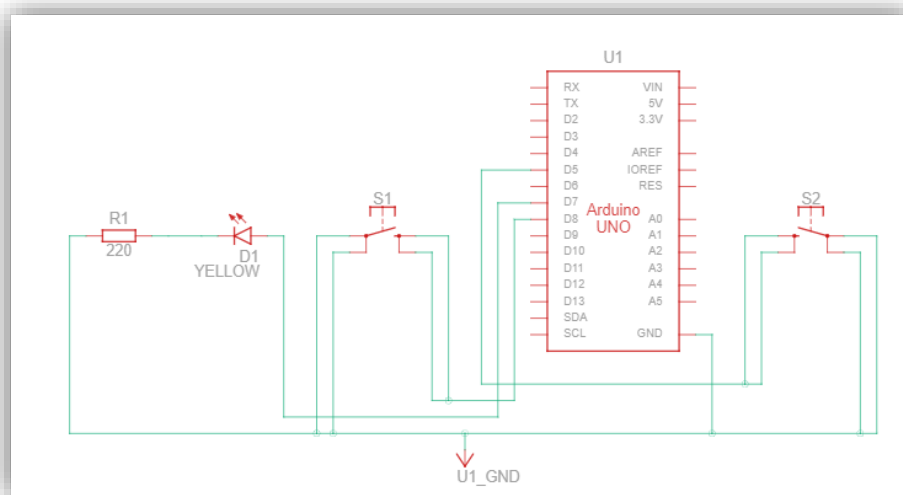 U1
RX VIN
TX 5V
D2 3.3V
D3
D4 AREF
D5 IOREF
D6 RES
D7
Arduino
UNO
D8 A0
D9 A1
D10 A2
D11 A3
D12 A4
D13 A5
SDA
SCL GND
S1
S2
R1
220
D1
YELLOW
U1_GND